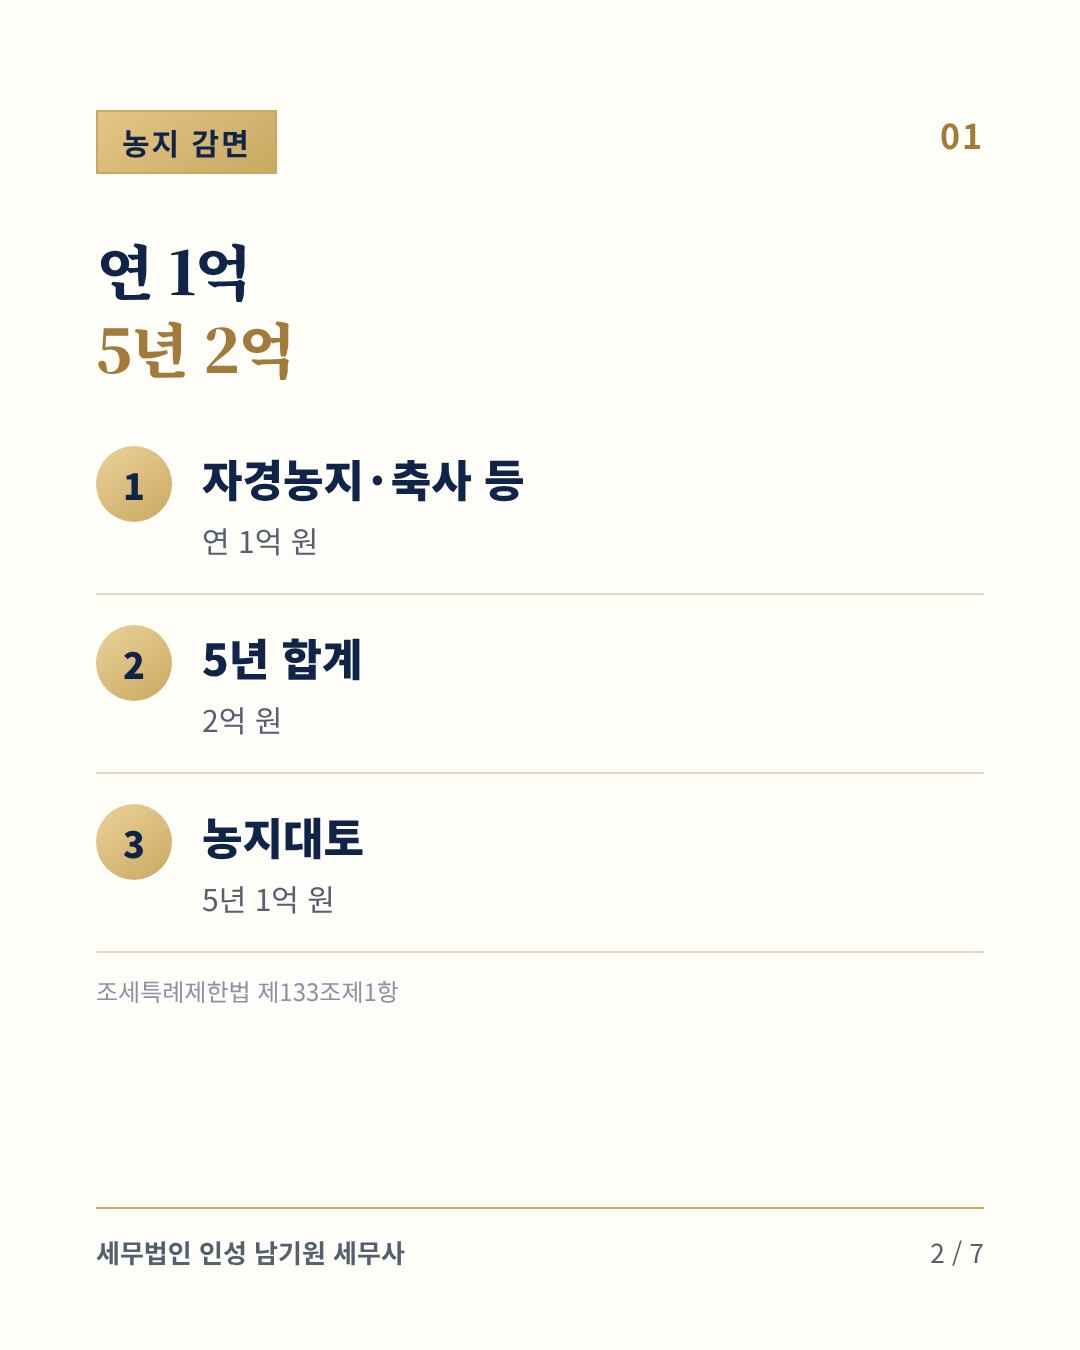 농지 감면
01
연 1억
5년 2억
1 자경농지·축사 등
연 1억 원
2 5년 합계
2억 원
3 농지대토
5년 1억 원
조세특례제한법 제133조제1항
세무법인 인성 남기원 세무사
2 / 7